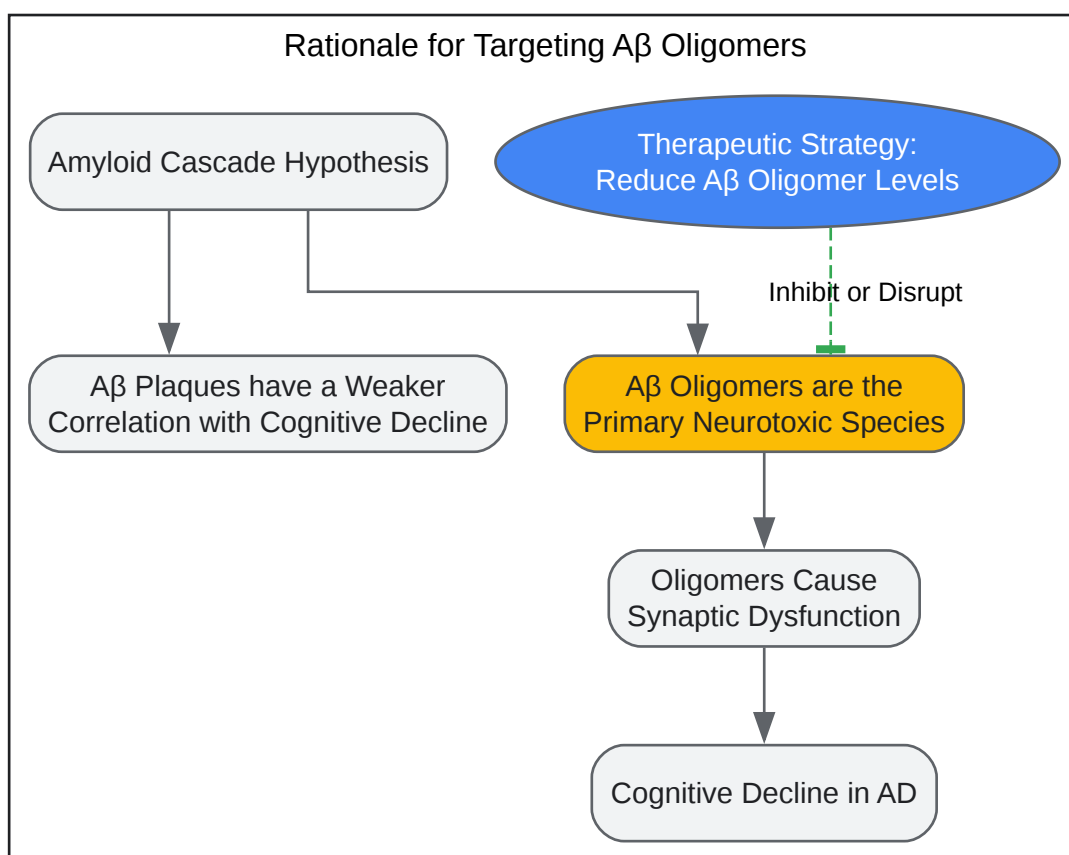 Rationale for Targeting Aβ Oligomers
Amyloid Cascade Hypothesis
Therapeutic Strategy:
Reduce Aβ Oligomer Levels
Inhibit or Disrupt
Aβ Plaques have a Weaker
Correlation with Cognitive Decline
Aβ Oligomers are the
Primary Neurotoxic Species
Oligomers Cause
Synaptic Dysfunction
Cognitive Decline in AD